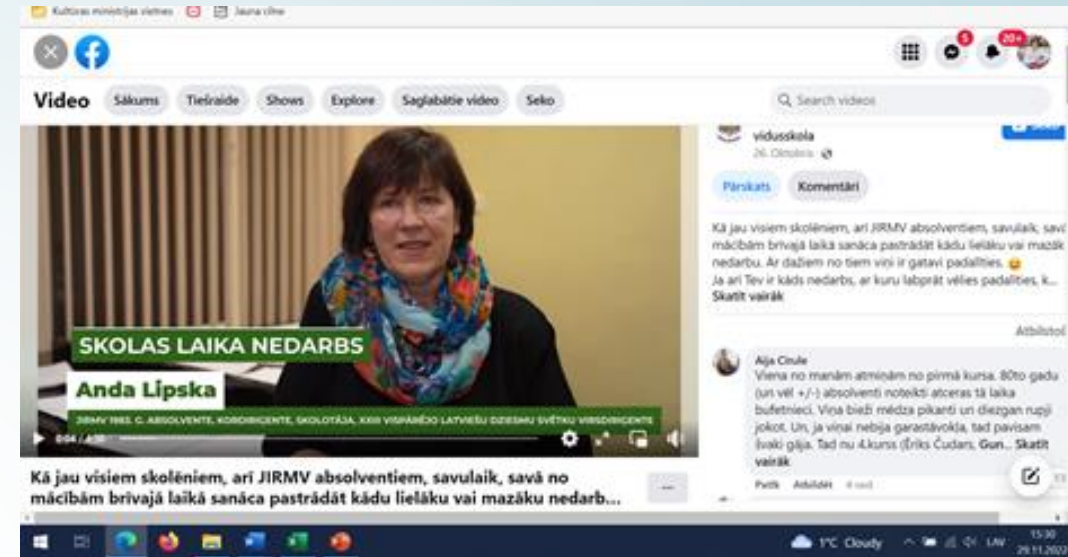 Kultūras ministrijas vietnes
Jauna cilne
5
20+
Video
Sākums
Tiešraide
Shows
Explore
Saglabātie video
Seko
Search videos
vidusskola
26. Oktobris
Pārskats
Komentāri
Kā jau visiem skolēniem, arī JIRMV absolventiem, savulaik, savā
mācībām brīvajā laikā sanāca pastrādāt kādu lielāku vai mazāk
nedarbu. Ar dažiem no tiem viņi ir gatavi padalīties.
Ja arī Tev ir kāds nedarbs, ar kuru labprāt vēlies padalīties, k...
Skatīt vairāk
Aija Cirule
Viena no manām atmiņām no pirmā kursa. 80to gadu
(un vēl +/-) absolventi noteikti atceras tā laika
bufetnieci. Viņa bieži mēdza pikanti un diezgan rupji
jokot. Un, ja viņai nebija garastāvokļa, tad pavisam
švaki gāja. Tad nu 4.kurss (Ēriks Čudars, Gun... Skatīt
vairāk
Patīk Atbildēt 4 ned.
SKOLAS LAIKA NEDARBS
Anda Lipska
JIRMV 1983. G. ABSOLVENTE, KORDIRIĢENTE, SKOLOTĀJA, XXIII VISPĀRĒJO LATVIEŠU DZIESMU SVĒTKU VIRSDIRIĢENTE
Kā jau visiem skolēniem, arī JIRMV absolventiem, savulaik, savā no
mācībām brīvajā laikā sanāca pastrādāt kādu lielāku vai mazāku nedarb...
1°C Cloudy
LAV
15:30
29.11.2022